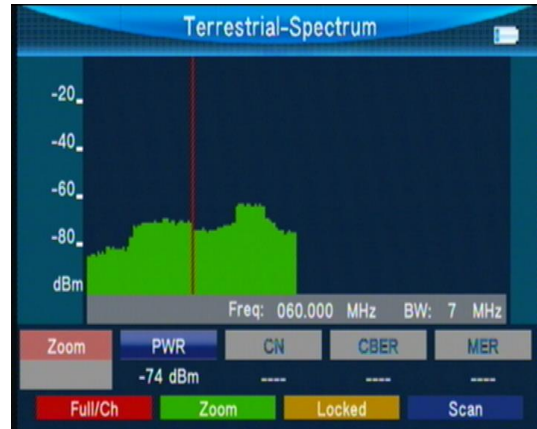 Terrestrial-Spectrum
-20
-40
-60
-80
dBm
Freq: 060.000 MHz BW: 7 MHz
Zoom PWR CN CBER MER
-74 dBm ---- ---- ----
Full/Ch Zoom Locked Scan